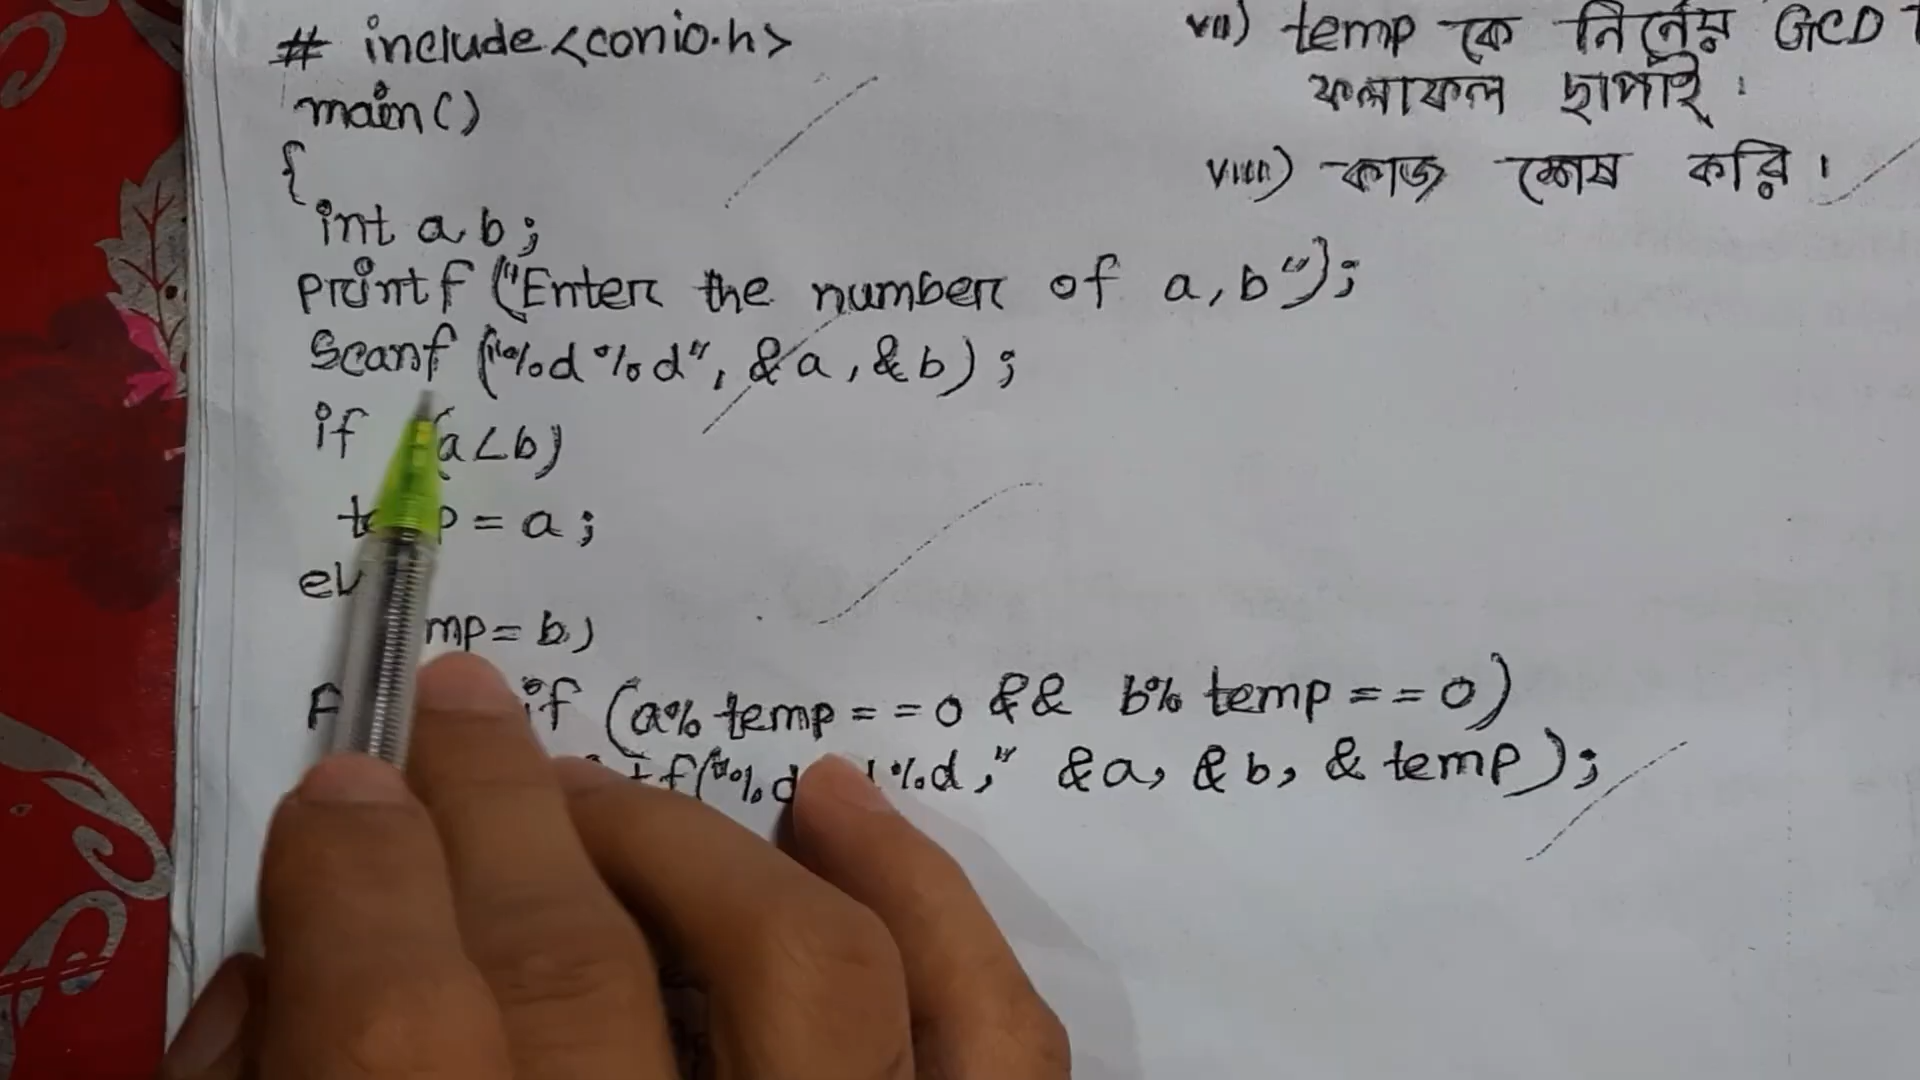 # include<conio.h>
main()
{
int a b;
printf ("Enter the number of a, b");
Scanf ("%d%d", &a, &b);
if (a<b)
= a;
= b;
if (a% temp == 0 && b% temp == 0)
%d," &a, &b, & temp);
vii) temp কে নির্নেয় GCD
ফলাফল ছাপাই।
viii) কাজ শেষ করি।